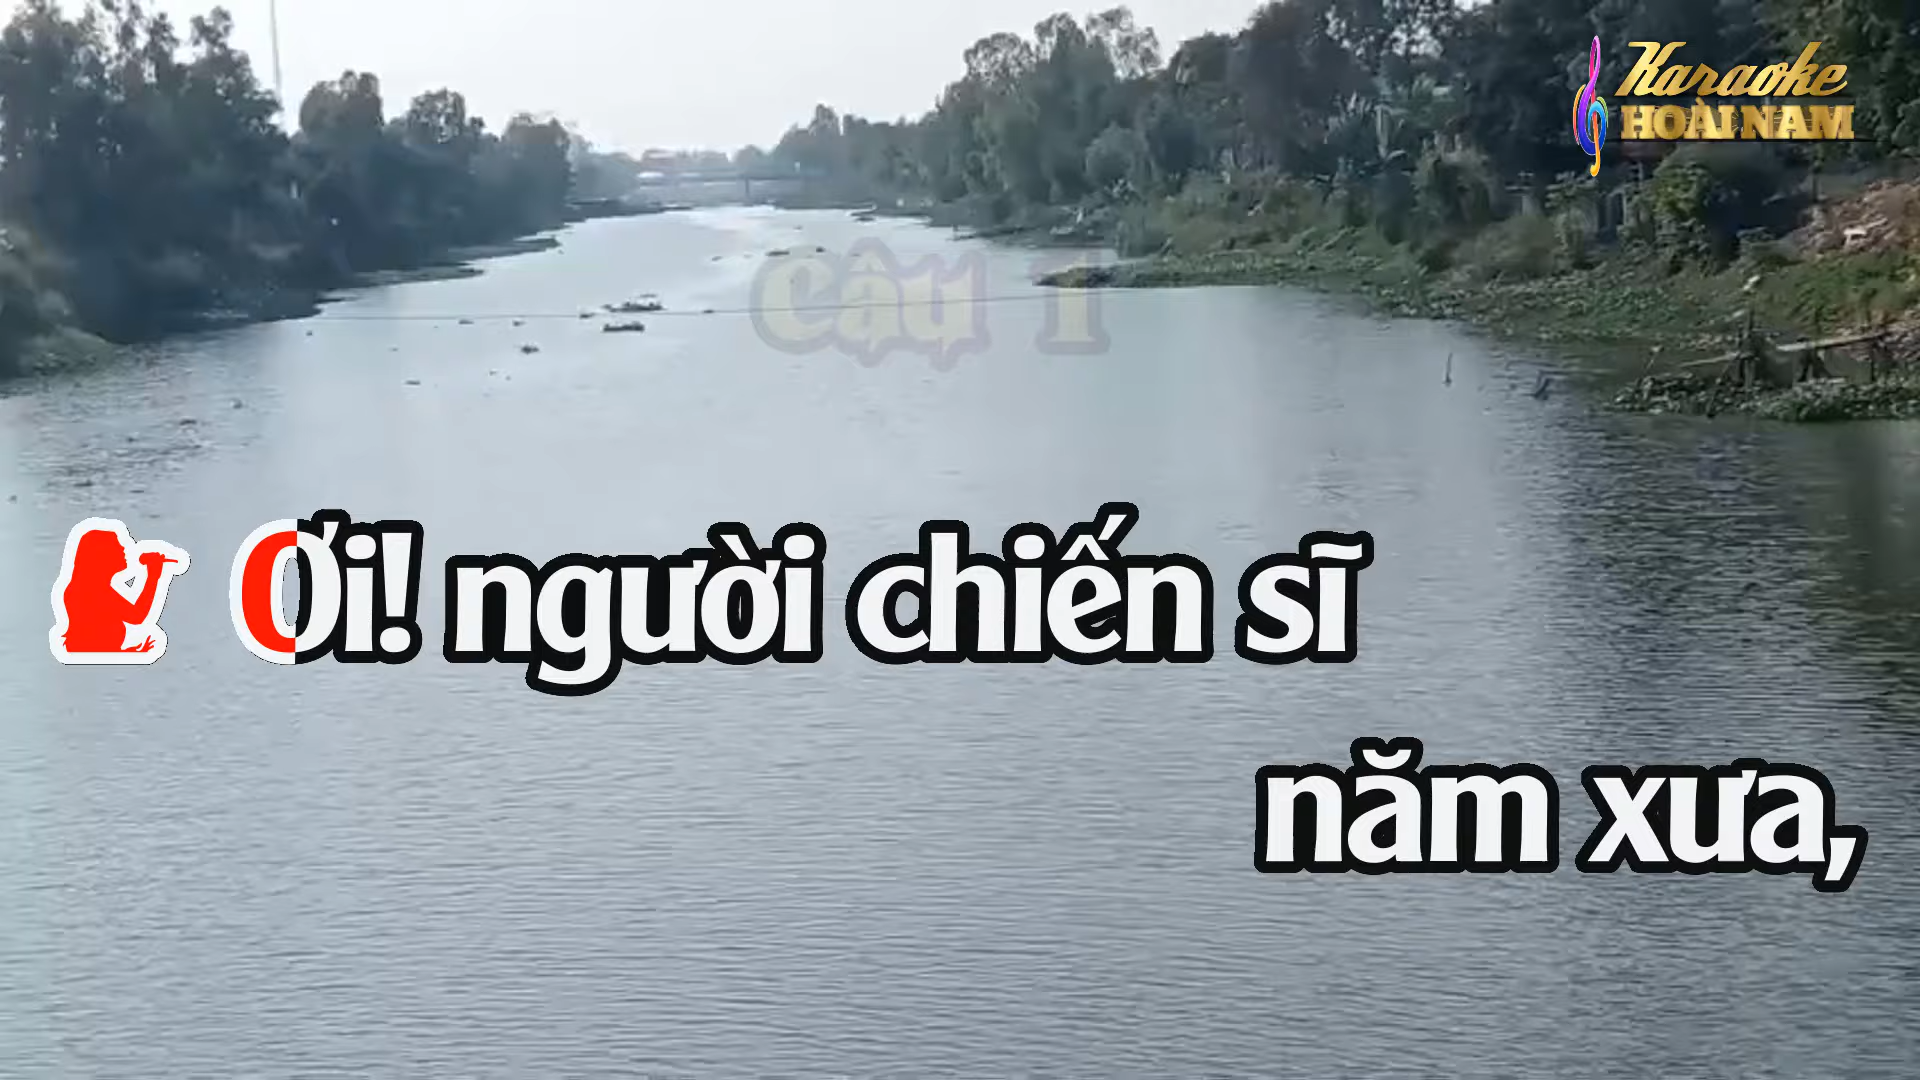 Karaoke
HOÀI NAM
Câu 1
Ơi! người chiến sĩ
năm xưa,